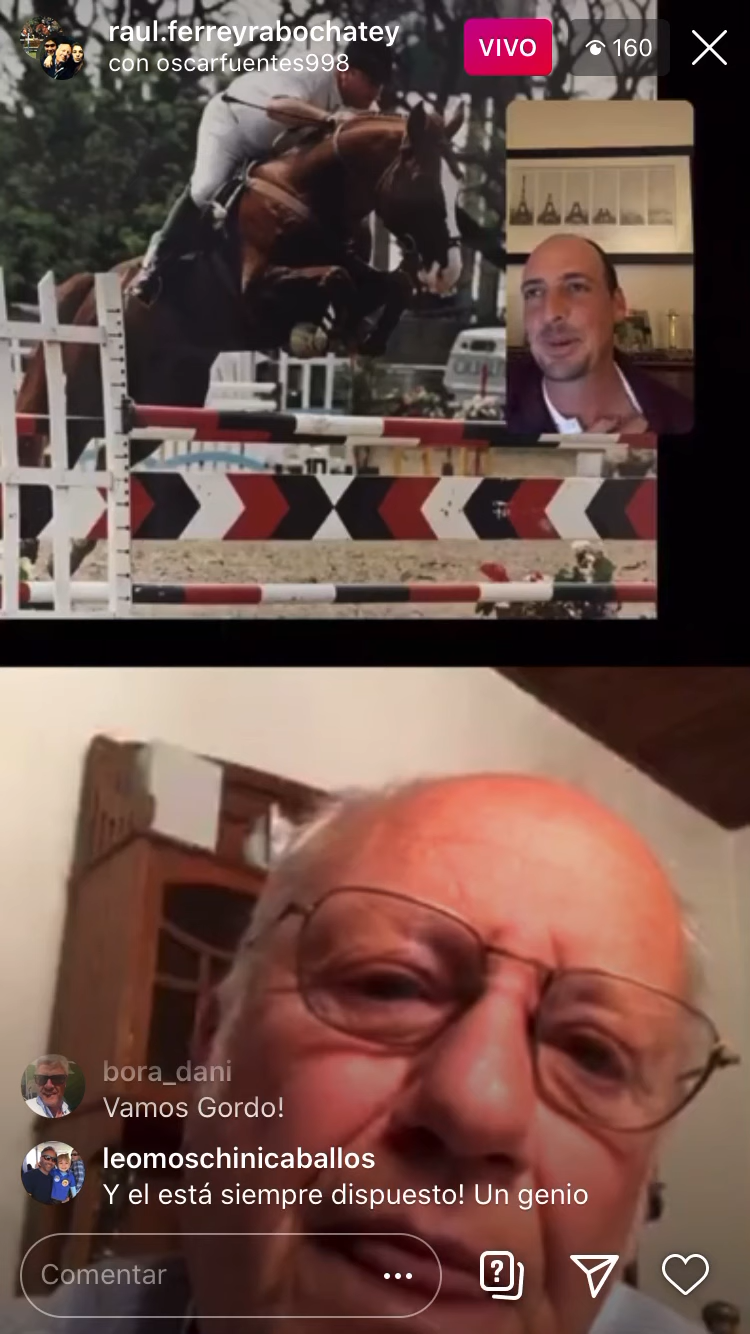 raul.ferreyrabochatey
con oscarfuentes998
VIVO
160
bora_dani
Vamos Gordo!
leomoschinicaballos
Y el está siempre dispuesto! Un genio
Comentar